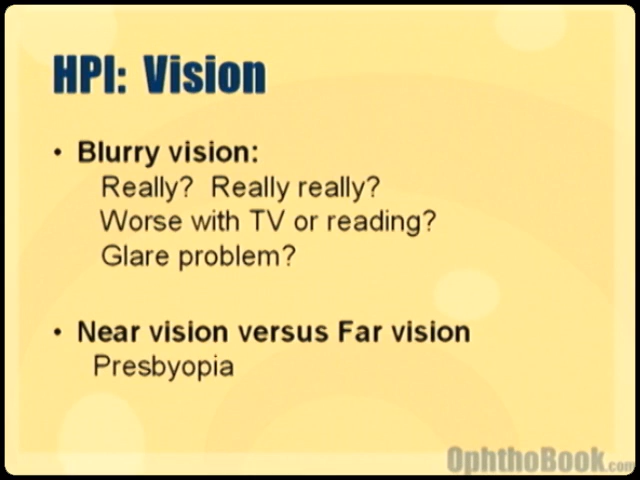 HPI: Vision
• Blurry vision:
Really? Really really?
Worse with TV or reading?
Glare problem?
• Near vision versus Far vision
Presbyopia
OphthoBook.com